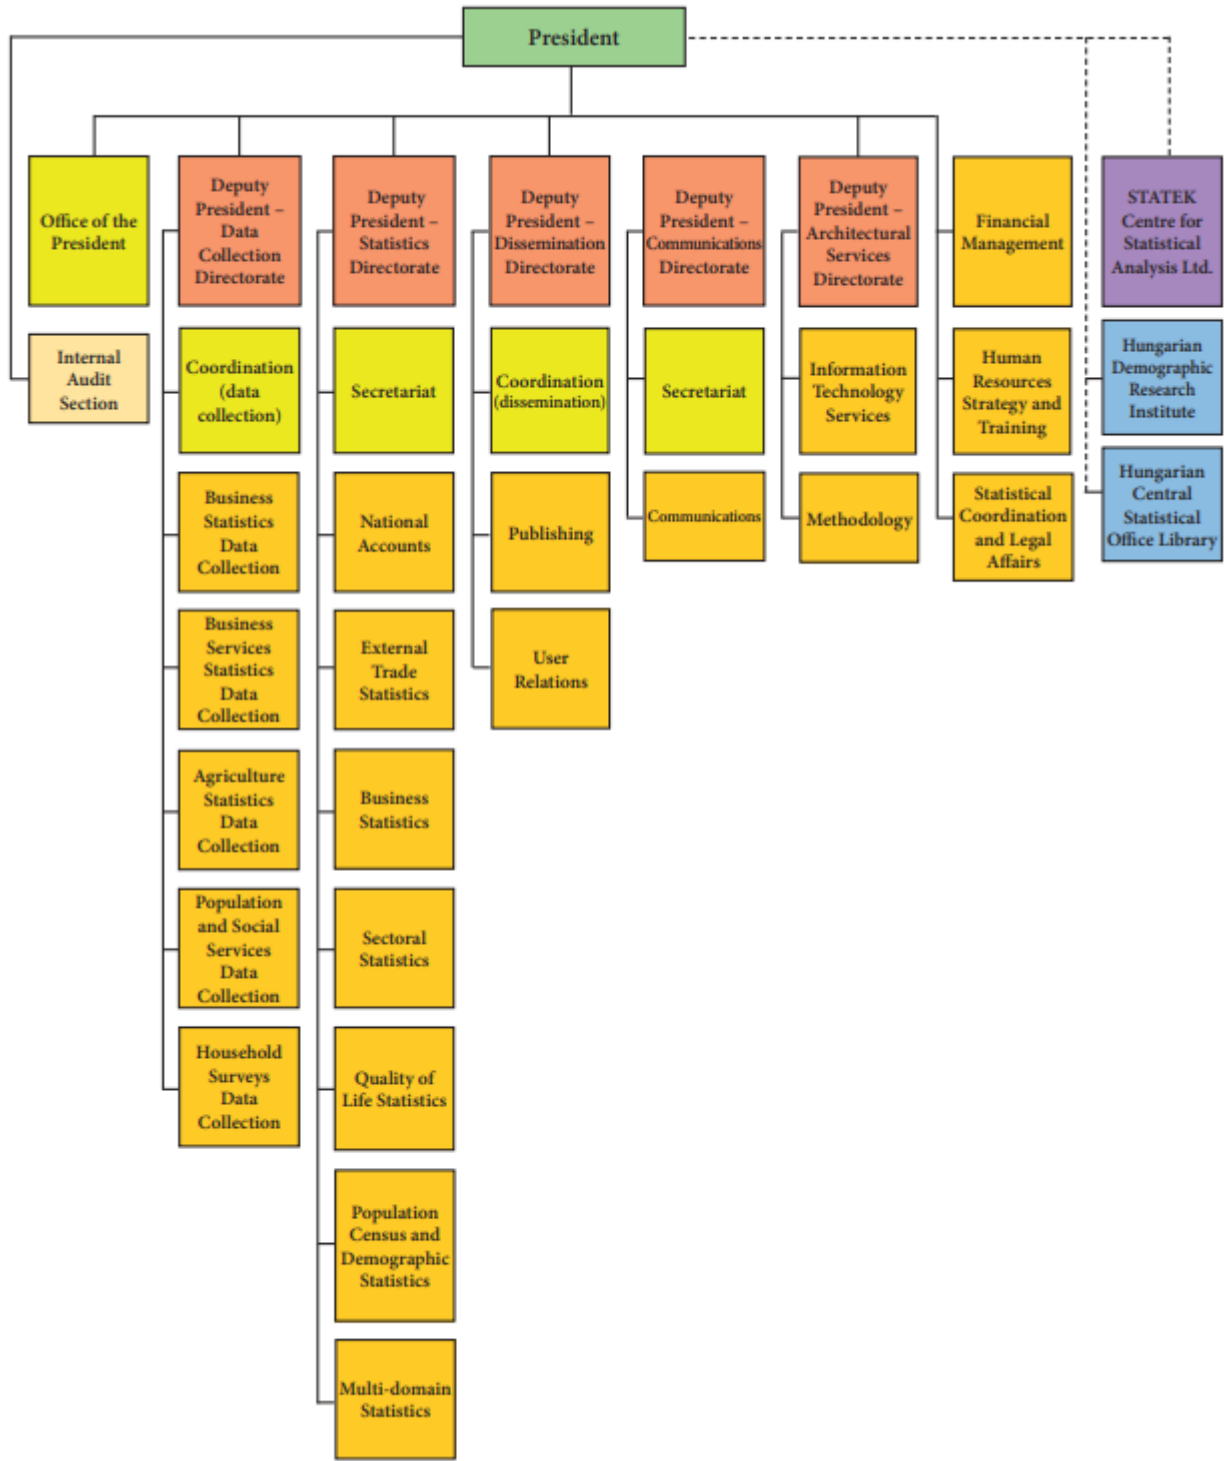 President
Office of the
President
Deputy
President –
Data
Collection
Directorate
Deputy
President –
Statistics
Directorate
Deputy
President –
Dissemination
Directorate
Deputy
President –
Communications
Directorate
Deputy
President –
Architectural
Services
Directorate
Financial
Management
STATEK
Centre for
Statistical
Analysis Ltd.
Internal
Audit
Section
Coordination
(data
collection)
Secretariat
Coordination
(dissemination)
Secretariat
Information
Technology
Services
Human
Resources
Strategy and
Training
Hungarian
Demographic
Research
Institute
Business
Statistics
Data
Collection
National
Accounts
Publishing
Communications
Methodology
Statistical
Coordination
and Legal
Affairs
Hungarian
Central
Statistical
Office Library
Business
Services
Statistics
Data
Collection
External
Trade
Statistics
User
Relations
Agriculture
Statistics
Data
Collection
Business
Statistics
Population
and Social
Services
Data
Collection
Sectoral
Statistics
Household
Surveys
Data
Collection
Quality of
Life Statistics
Population
Census and
Demographic
Statistics
Multi-domain
Statistics